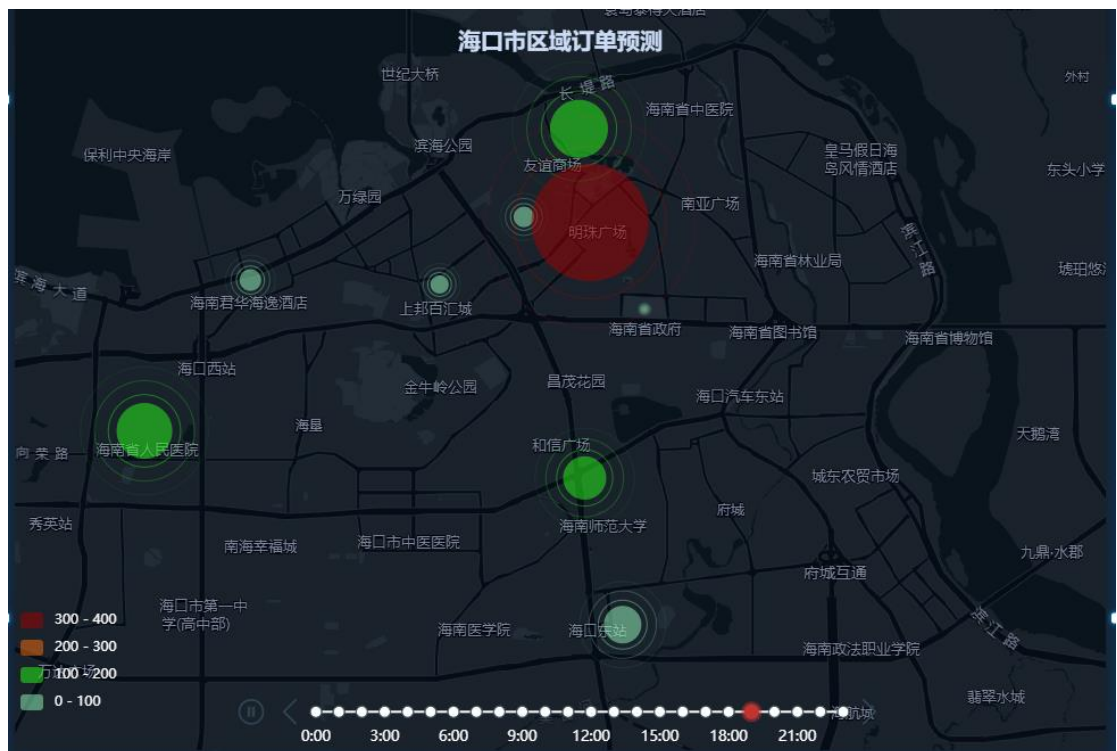 海口市区域订单预测
世纪大桥
长堤路
外村
海南省中医院
保利中央海岸
滨海公园
友谊商场
皇马假日海
岛风情酒店
东头小学
万绿园
南亚广场
明珠广场
滨江路
海南省林业局
滨海大道
海南君华海逸酒店
上邦百汇城
海南省政府
海南省图书馆
海南省博物馆
海口西站
金牛岭公园
昌茂花园
海口汽车东站
海垦
天鹅湾
向荣路
海南省人民医院
和信广场
城东农贸市场
府城
秀英站
海南师范大学
南海幸福城
海口市中医医院
九鼎·水郡
府城互通
海口市第一中
学(高中部)
海南医学院
海口东站
滨江路
海南政法职业学院
翡翠水城
海航城
300 - 400
200 - 300
100 - 200
0 - 100
0:00
3:00
6:00
9:00
12:00
15:00
18:00
21:00